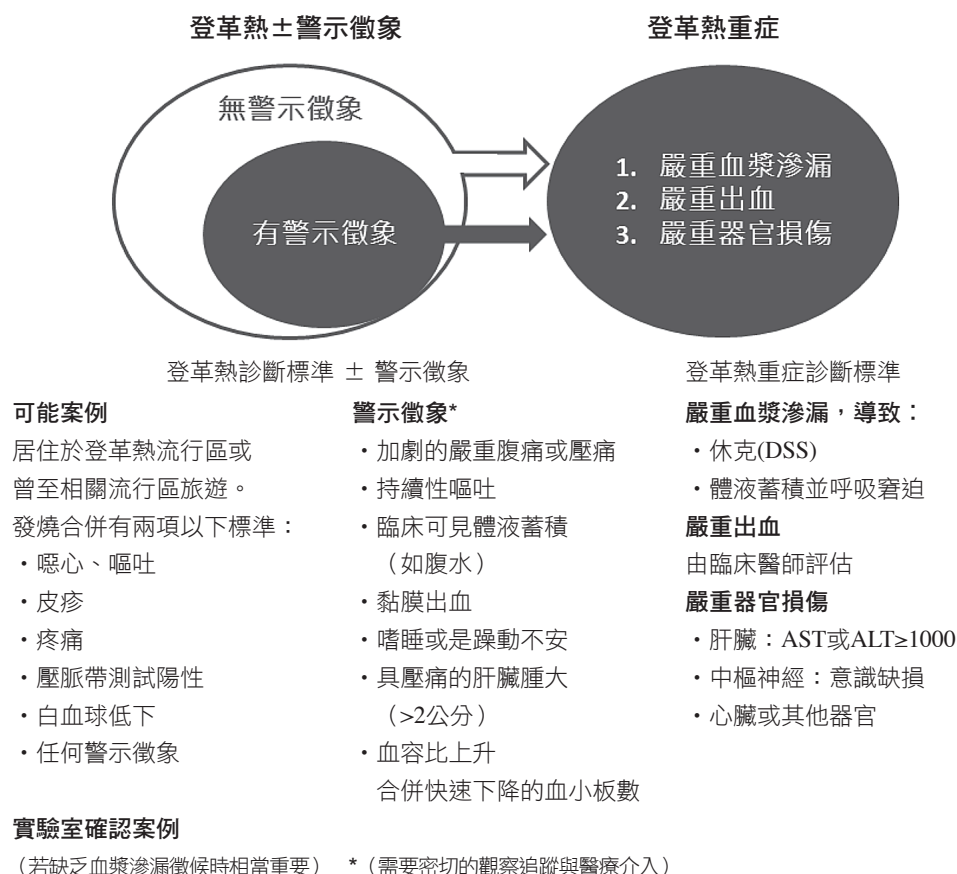 登革熱±警示徵象
登革熱重症
無警示徵象
有警示徵象
1. 嚴重血漿滲漏
2. 嚴重出血
3. 嚴重器官損傷
登革熱診斷標準 ± 警示徵象
登革熱重症診斷標準
可能案例
居住於登革熱流行區或
曾至相關流行區旅遊。
發燒合併有兩項以下標準：
・噁心、嘔吐
・皮疹
・疼痛
・壓脈帶測試陽性
・白血球低下
・任何警示徵象
警示徵象*
・加劇的嚴重腹痛或壓痛
・持續性嘔吐
・臨床可見體液蓄積
（如腹水）
・黏膜出血
・嗜睡或是躁動不安
・具壓痛的肝臟腫大
（>2公分）
・血容比上升
合併快速下降的血小板數
嚴重血漿滲漏，導致：
・休克(DSS)
・體液蓄積並呼吸窘迫
嚴重出血
由臨床醫師評估
嚴重器官損傷
・肝臟：AST或ALT≥1000
・中樞神經：意識缺損
・心臟或其他器官
實驗室確認案例
（若缺乏血漿滲漏徵候時相當重要） *（需要密切的觀察追蹤與醫療介入）